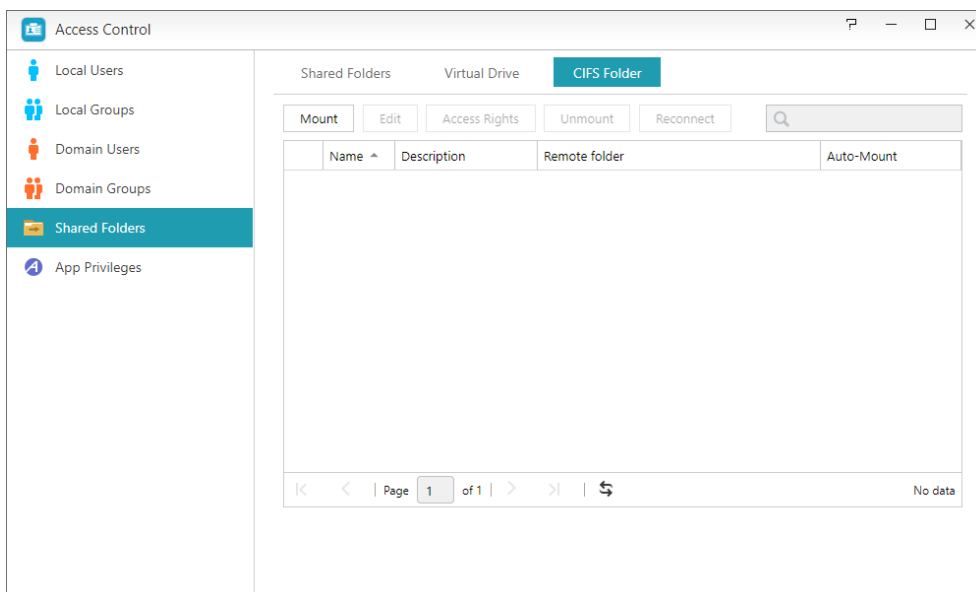 Access Control
Local Users
Local Groups
Domain Users
Domain Groups
Shared Folders
App Privileges
Shared Folders Virtual Drive CIFS Folder
Mount Edit Access Rights Unmount Reconnect
Name Description Remote folder Auto-Mount
Page 1 of 1 No data